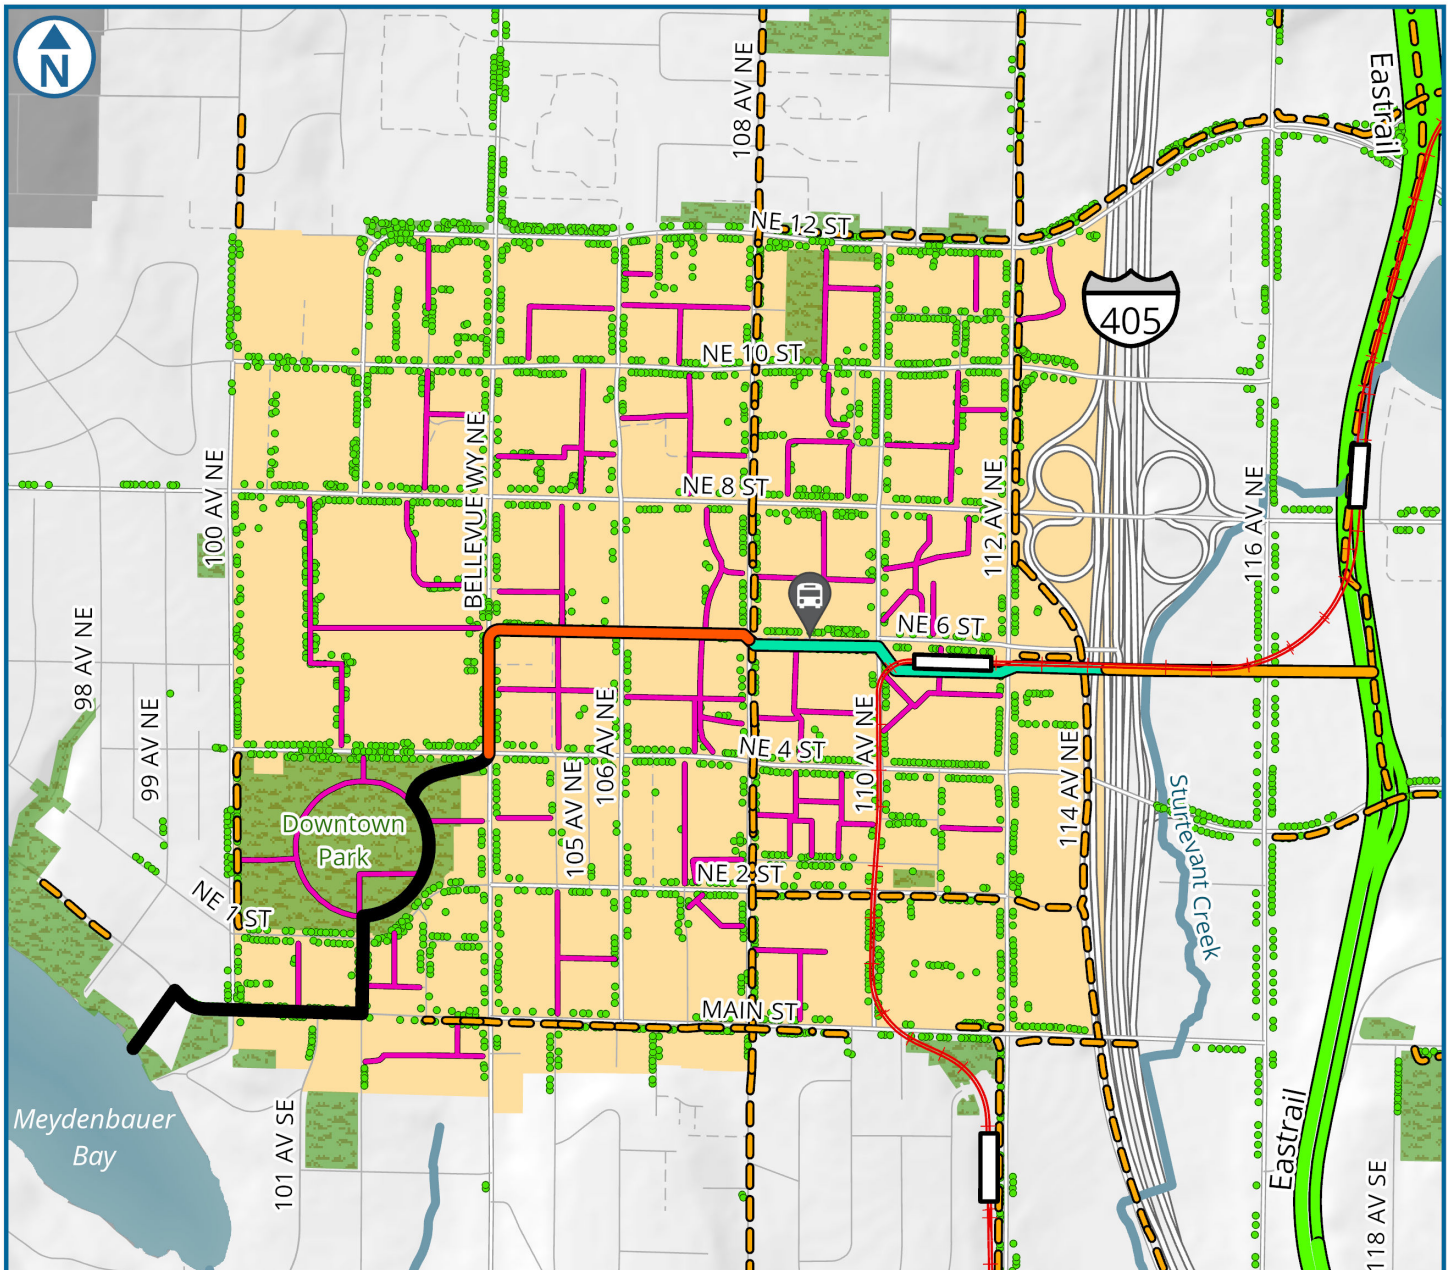 N
108 AV NE
Eastrail
NE 12 ST
405
NE 10 ST
BELLEVUE WY NE
100 AV NE
NE 8 ST
112 AV NE
116 AV NE
NE 6 ST
98 AV NE
99 AV NE
106 AV NE
110 AV NE
NE 4 ST
105 AV NE
114 AV NE
Sturtevant Creek
Downtown
Park
NE 2 ST
NE 1 ST
MAIN ST
Meydenbauer
Bay
101 AV SE
Eastrail
118 AV SE